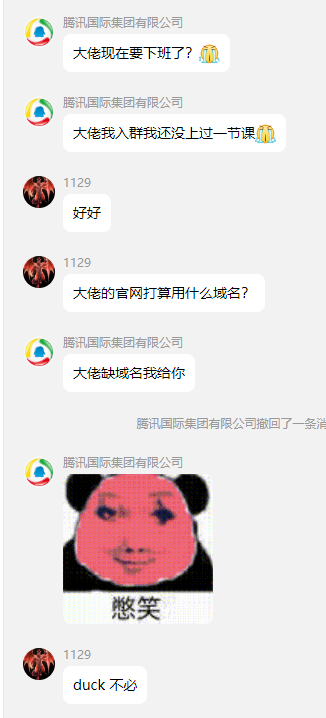 腾讯国际集团有限公司
大佬现在要下班了？😭
腾讯国际集团有限公司
大佬我入群我还没上过一节课😭
1129
好好
1129
大佬的官网打算用什么域名？
腾讯国际集团有限公司
大佬缺域名我给你
腾讯国际集团有限公司撤回了一条消
腾讯国际集团有限公司
憋笑
1129
duck 不必